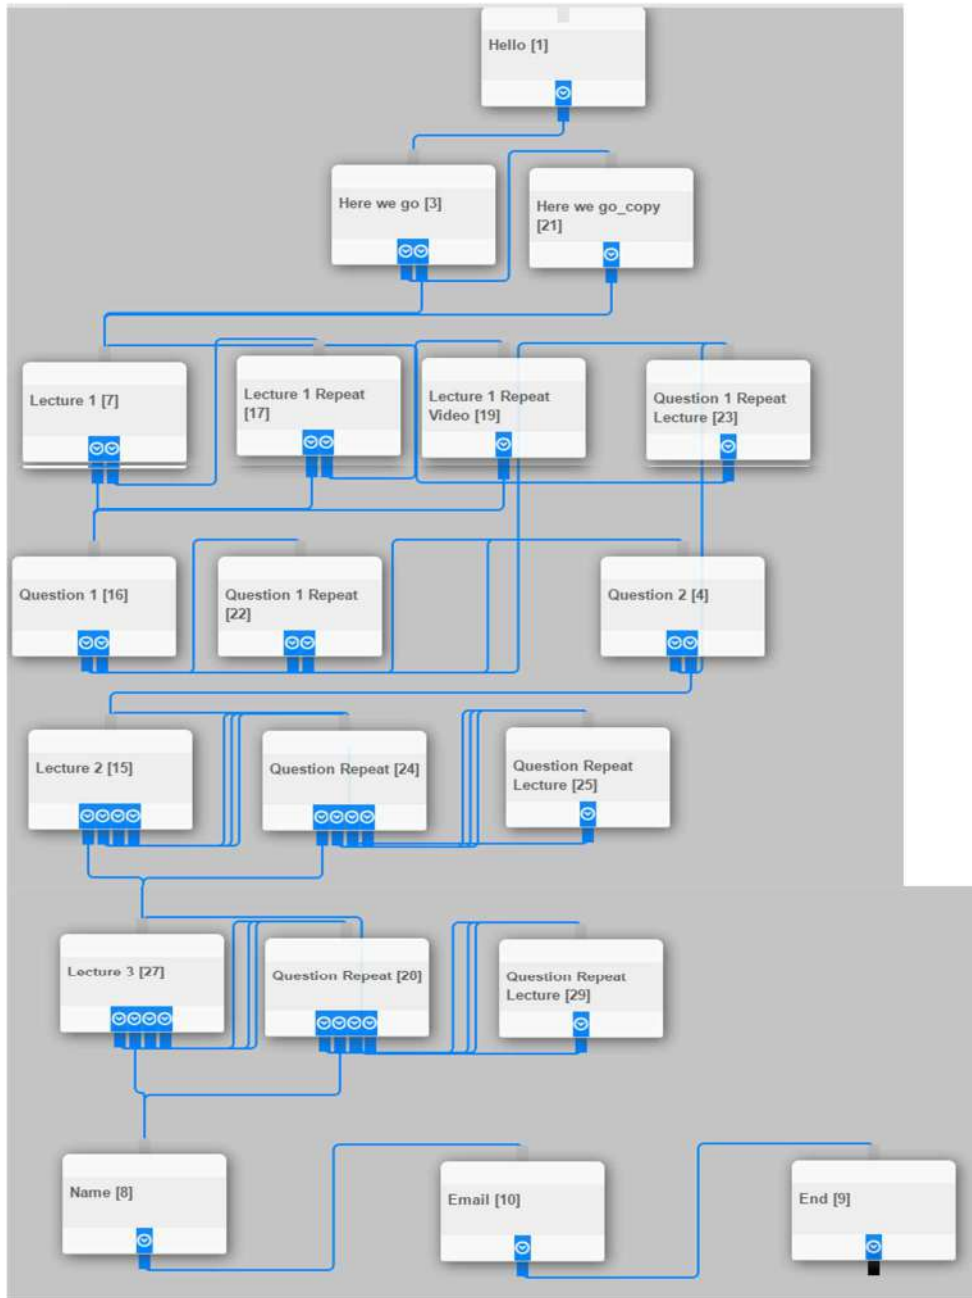 Hello [1]
Here we go [3]
Here we go_copy
[21]
Lecture 1 [7]
Lecture 1 Repeat
[17]
Lecture 1 Repeat
Video [19]
Question 1 Repeat
Lecture [23]
Question 1 [16]
Question 1 Repeat
[22]
Question 2 [4]
Lecture 2 [15]
Question Repeat [24]
Question Repeat
Lecture [25]
Lecture 3 [27]
Question Repeat [20]
Question Repeat
Lecture [29]
Name [8]
Email [10]
End [9]